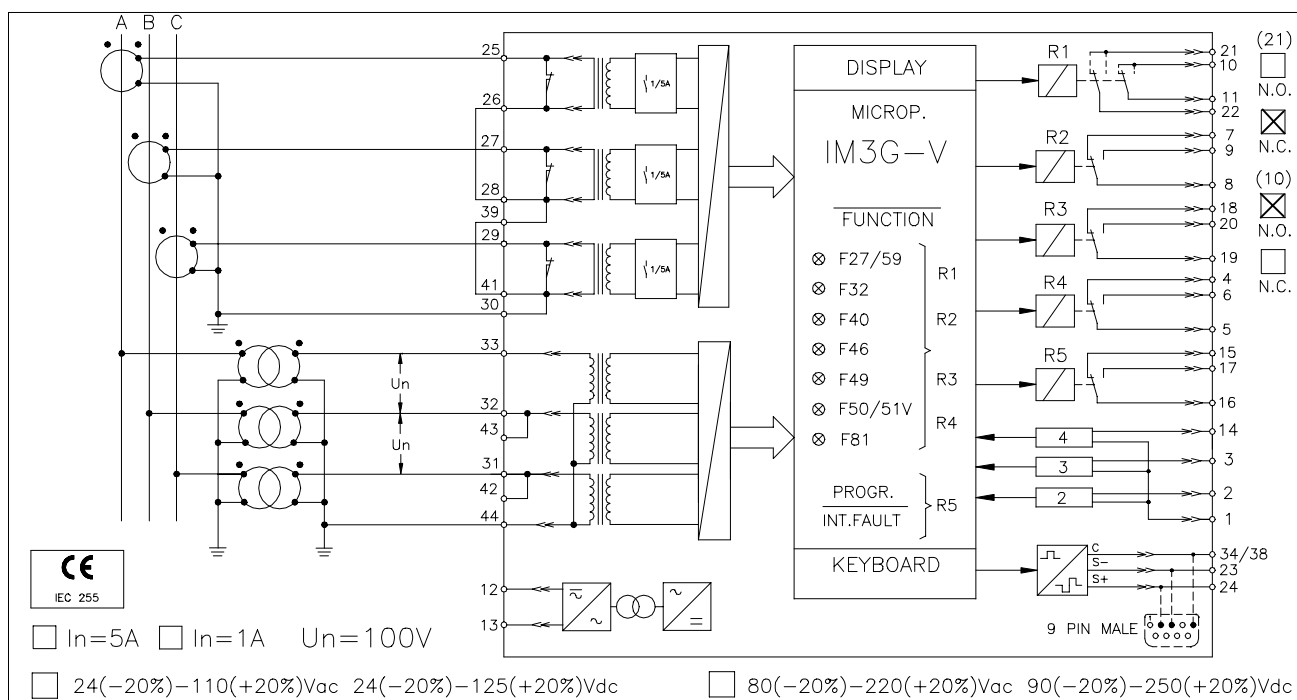 A B C
25
26
27
28
39
29
41
30
33
32
43
31
42
44
12
13
Un
Un
1/5A
1/5A
1/5A
DISPLAY
MICROP.
IM3G-V
FUNCTION
F27/59
F32
F40
F46
F49
F50/51V
F81
R1
R2
R3
R4
PROGR.
INT.FAULT
R5
KEYBOARD
R1
R2
R3
R4
R5
4
3
2
21
10
11
22
7
9
8
18
20
19
4
6
5
15
17
16
14
3
2
1
C
S-
S+
34/38
23
24
1
9 PIN MALE
(21)
N.O.
N.C.
(10)
N.O.
N.C.
CE
IEC 255
In=5A In=1A Un=100V
24(-20%)-110(+20%)Vac 24(-20%)-125(+20%)Vdc 80(-20%)-220(+20%)Vac 90(-20%)-250(+20%)Vdc